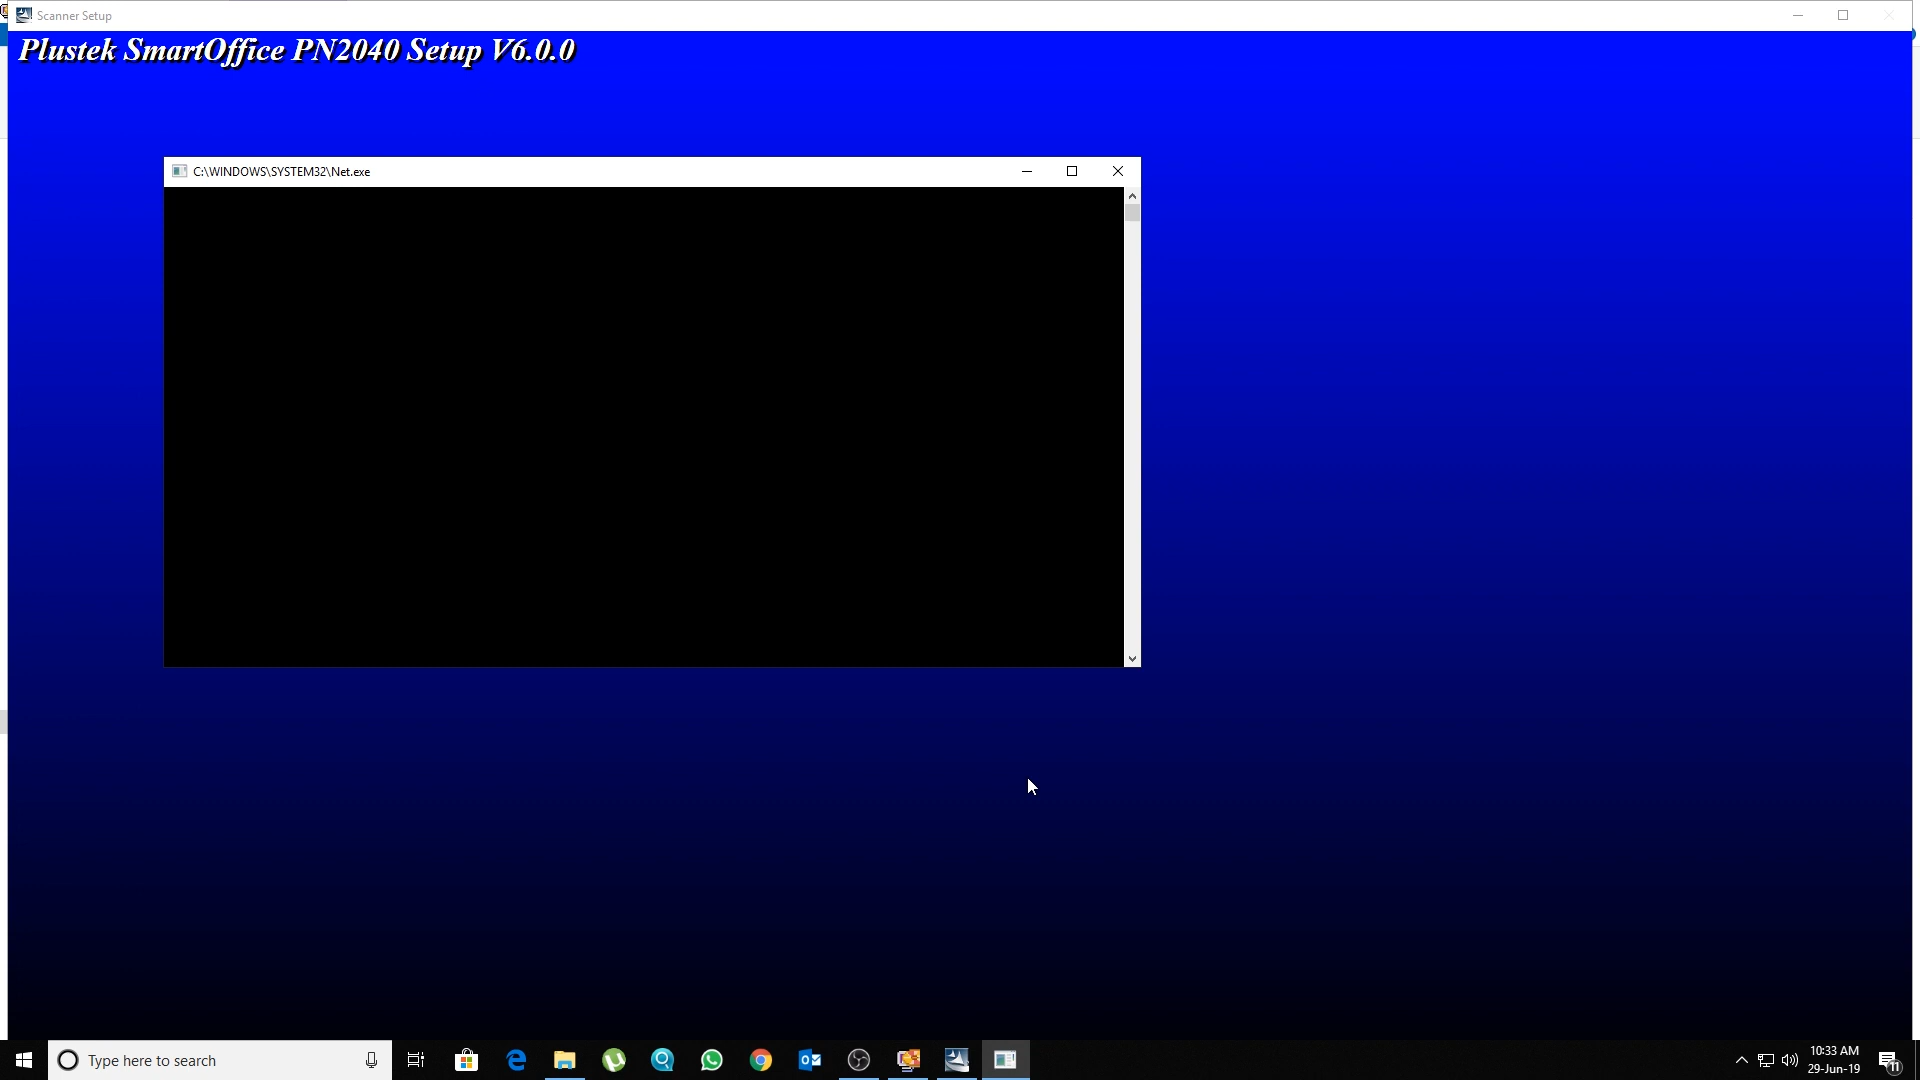 Scanner Setup
Plustek SmartOffice PN2040 Setup V6.0.0
C:\WINDOWS\SYSTEM32\Net.exe
Type here to search
10:33 AM
29-Jun-19
11